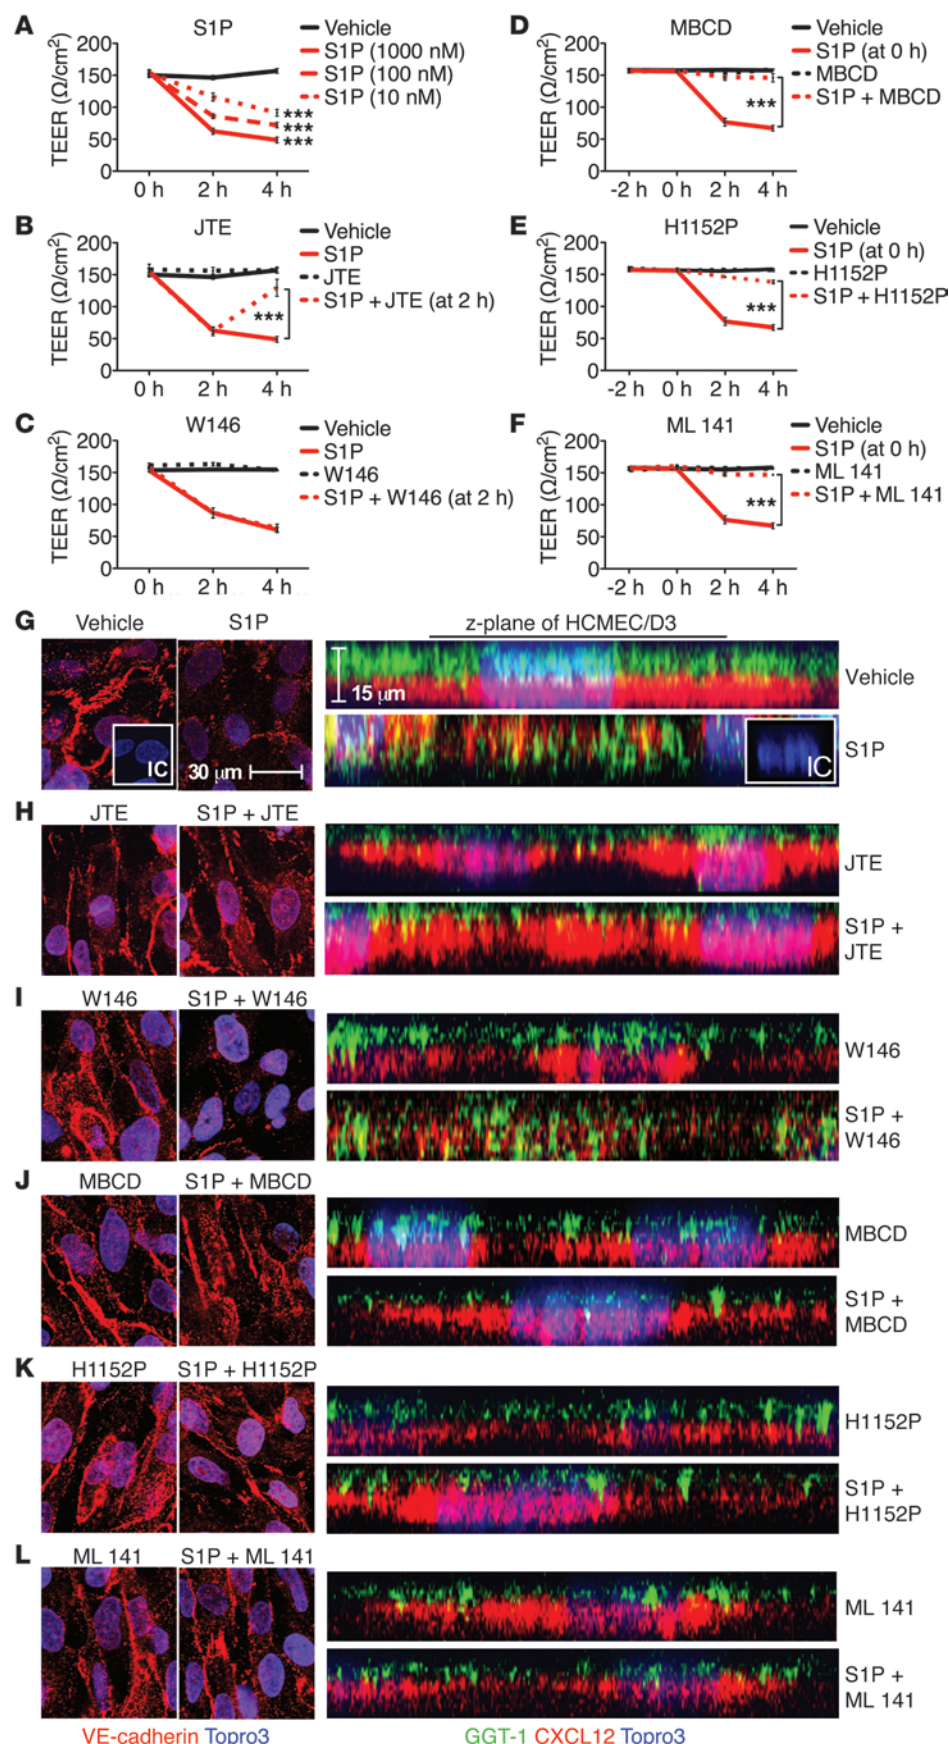 A
S1P
Vehicle
S1P (1000 nM)
S1P (100 nM)
S1P (10 nM)
TEER (Ω/cm2)
200
150
100
50
0
***
***
***
0 h 2 h 4 h
D
MBCD
Vehicle
S1P (at 0 h)
MBCD
S1P + MBCD
TEER (Ω/cm2)
200
150
100
50
0
***
-2 h 0 h 2 h 4 h
B
JTE
Vehicle
S1P
JTE
S1P + JTE (at 2 h)
TEER (Ω/cm2)
200
150
100
50
0
***
0 h 2 h 4 h
E
H1152P
Vehicle
S1P (at 0 h)
H1152P
S1P + H1152P
TEER (Ω/cm2)
200
150
100
50
0
***
-2 h 0 h 2 h 4 h
C
W146
Vehicle
S1P
W146
S1P + W146 (at 2 h)
TEER (Ω/cm2)
200
150
100
50
0
0 h 2 h 4 h
F
ML 141
Vehicle
S1P (at 0 h)
ML 141
S1P + ML 141
TEER (Ω/cm2)
200
150
100
50
0
***
-2 h 0 h 2 h 4 h
G
Vehicle S1P
z-plane of HCMEC/D3
15 µm
Vehicle
IC
30 µm
S1P
IC
H
JTE S1P + JTE
JTE
S1P +
JTE
I
W146 S1P + W146
W146
S1P +
W146
J
MBCD S1P + MBCD
MBCD
S1P +
MBCD
K
H1152P S1P + H1152P
H1152P
S1P +
H1152P
L
ML 141 S1P + ML 141
ML 141
S1P +
ML 141
VE-cadherin Topro3
GGT-1 CXCL12 Topro3